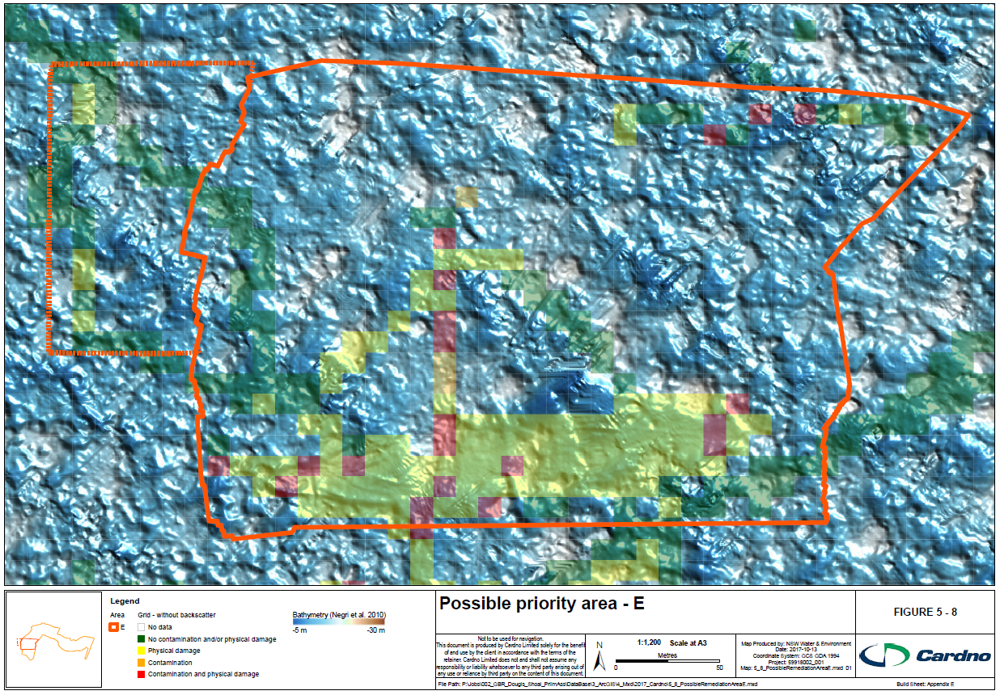 Legend
Area
Grid - without backscatter
E
No data
No contamination and/or physical damage
Physical damage
Contamination
Contamination and physical damage
Bathymetry (Negri et al. 2010)
-5 m
-30 m
Possible priority area - E
Not to be used for navigation.
This document is produced by Cardno Limited solely for the benefit
of and use by the client in accordance with the terms of the
retainer. Cardno Limited does not and shall not assume any
responsibility or liability whatsoever to any third party arising out of
any use or reliance by third party on the content of this document.
N
1:1,200 Scale at A3
Metres
0 50
Map Produced by: NSW Water & Environment
Date: 2017-10-13
Coordinate System: GCS GDA 1994
Project: 59918002_001
Map: 5_8_PossibleRemediationAreaE.mxd 01
FIGURE 5 - 8
Cardno
File Path: P:\Jobs\002_GBR_Dougls_Shoal_PrlimAss\DataBase\3_ArcGIS\4_Mxd\2017_Cardno\5_8_PossibleRemediationAreaE.mxd
Build Sheet: Appendix E